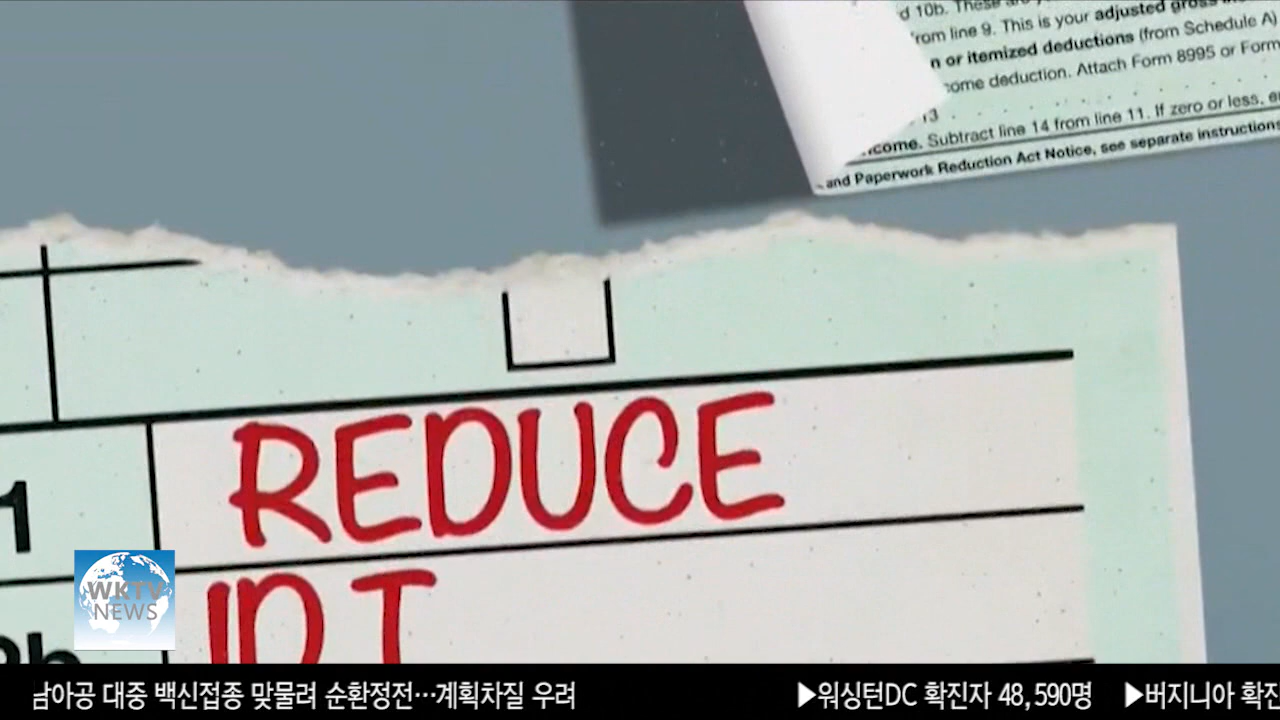 d 10b. These are
from line 9. This is your adjusted gross
n or itemized deductions (from Schedule A)
come deduction. Attach Form 8995 or Form
13
come. Subtract line 14 from line 11. If zero or less, e
and Paperwork Reduction Act Notice, see separate instructions
REDUCE
1
WKTV
NEWS
남아공 대중 백신접종 맞물려 순환정전…계획차질 우려 ▶워싱턴DC 확진자 48,590명 ▶버지니아 확진